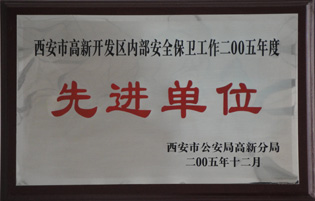 西安市高新开发区内部安全保卫工作二00五年度
先进单位
西安市公安局高新分局
二00五年十二月